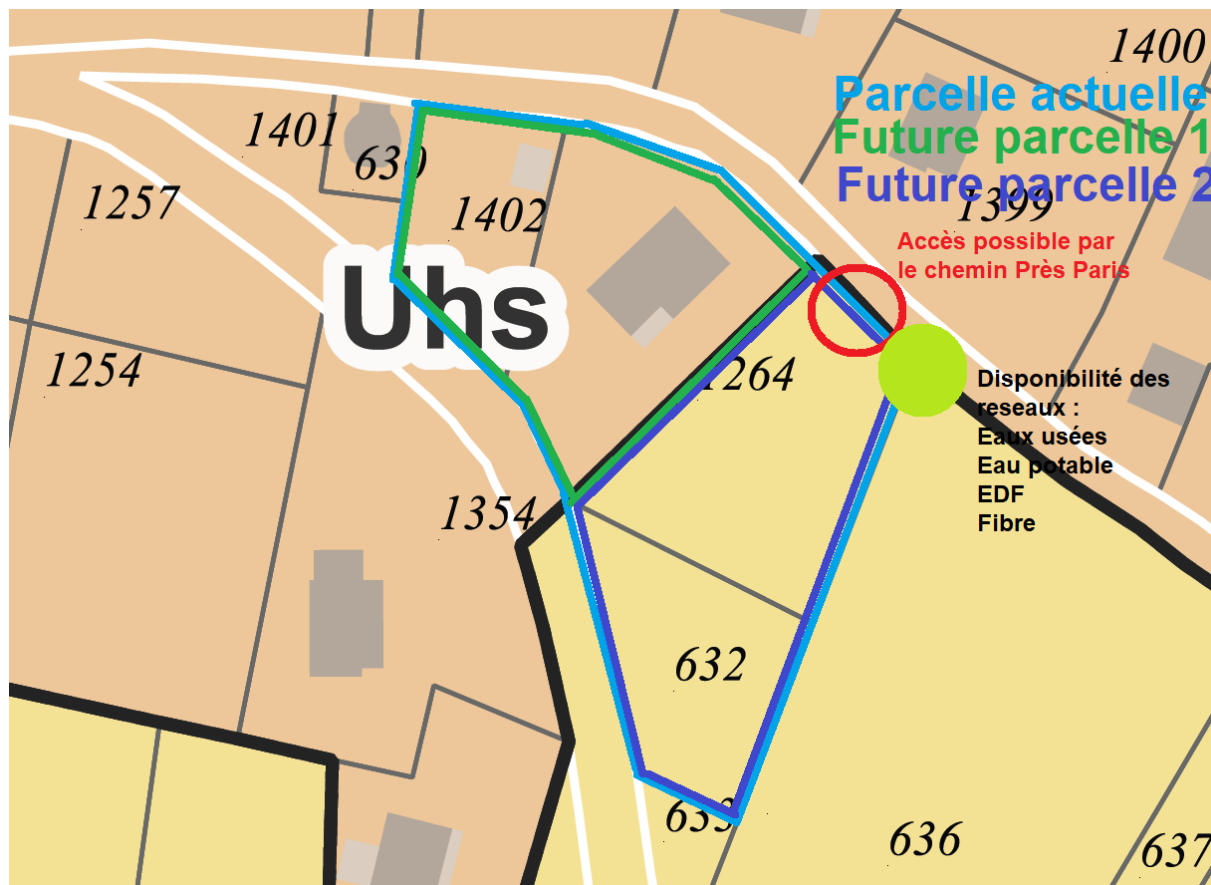 1400
Parcelle actuelle
Future parcelle 1
Future parcelle 2
1401
630
1257
1402
1399
Accès possible par
le chemin Près Paris
Uhs
1254
1264
Disponibilité des
reseaux :
Eaux usées
Eau potable
EDF
Fibre
1354
632
633
636
637